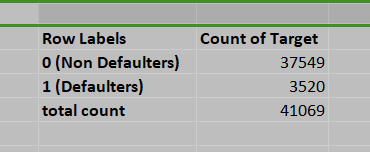 Row Labels Count of Target
0 (Non Defaulters) 37549
1 (Defaulters) 3520
total count 41069